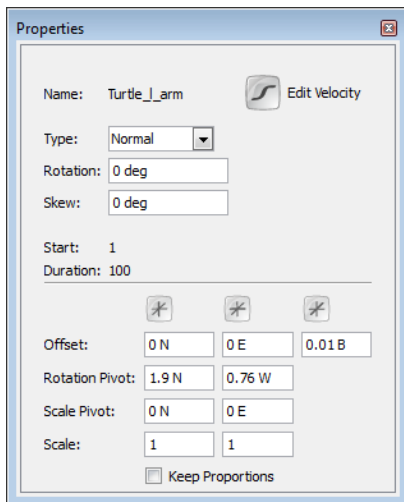 Properties
Name: Turtle_l_arm Edit Velocity
Type: Normal
Rotation: 0 deg
Skew: 0 deg
Start: 1
Duration: 100
Offset: 0 N 0 E 0.01 B
Rotation Pivot: 1.9 N 0.76 W
Scale Pivot: 0 N 0 E
Scale: 1 1
Keep Proportions